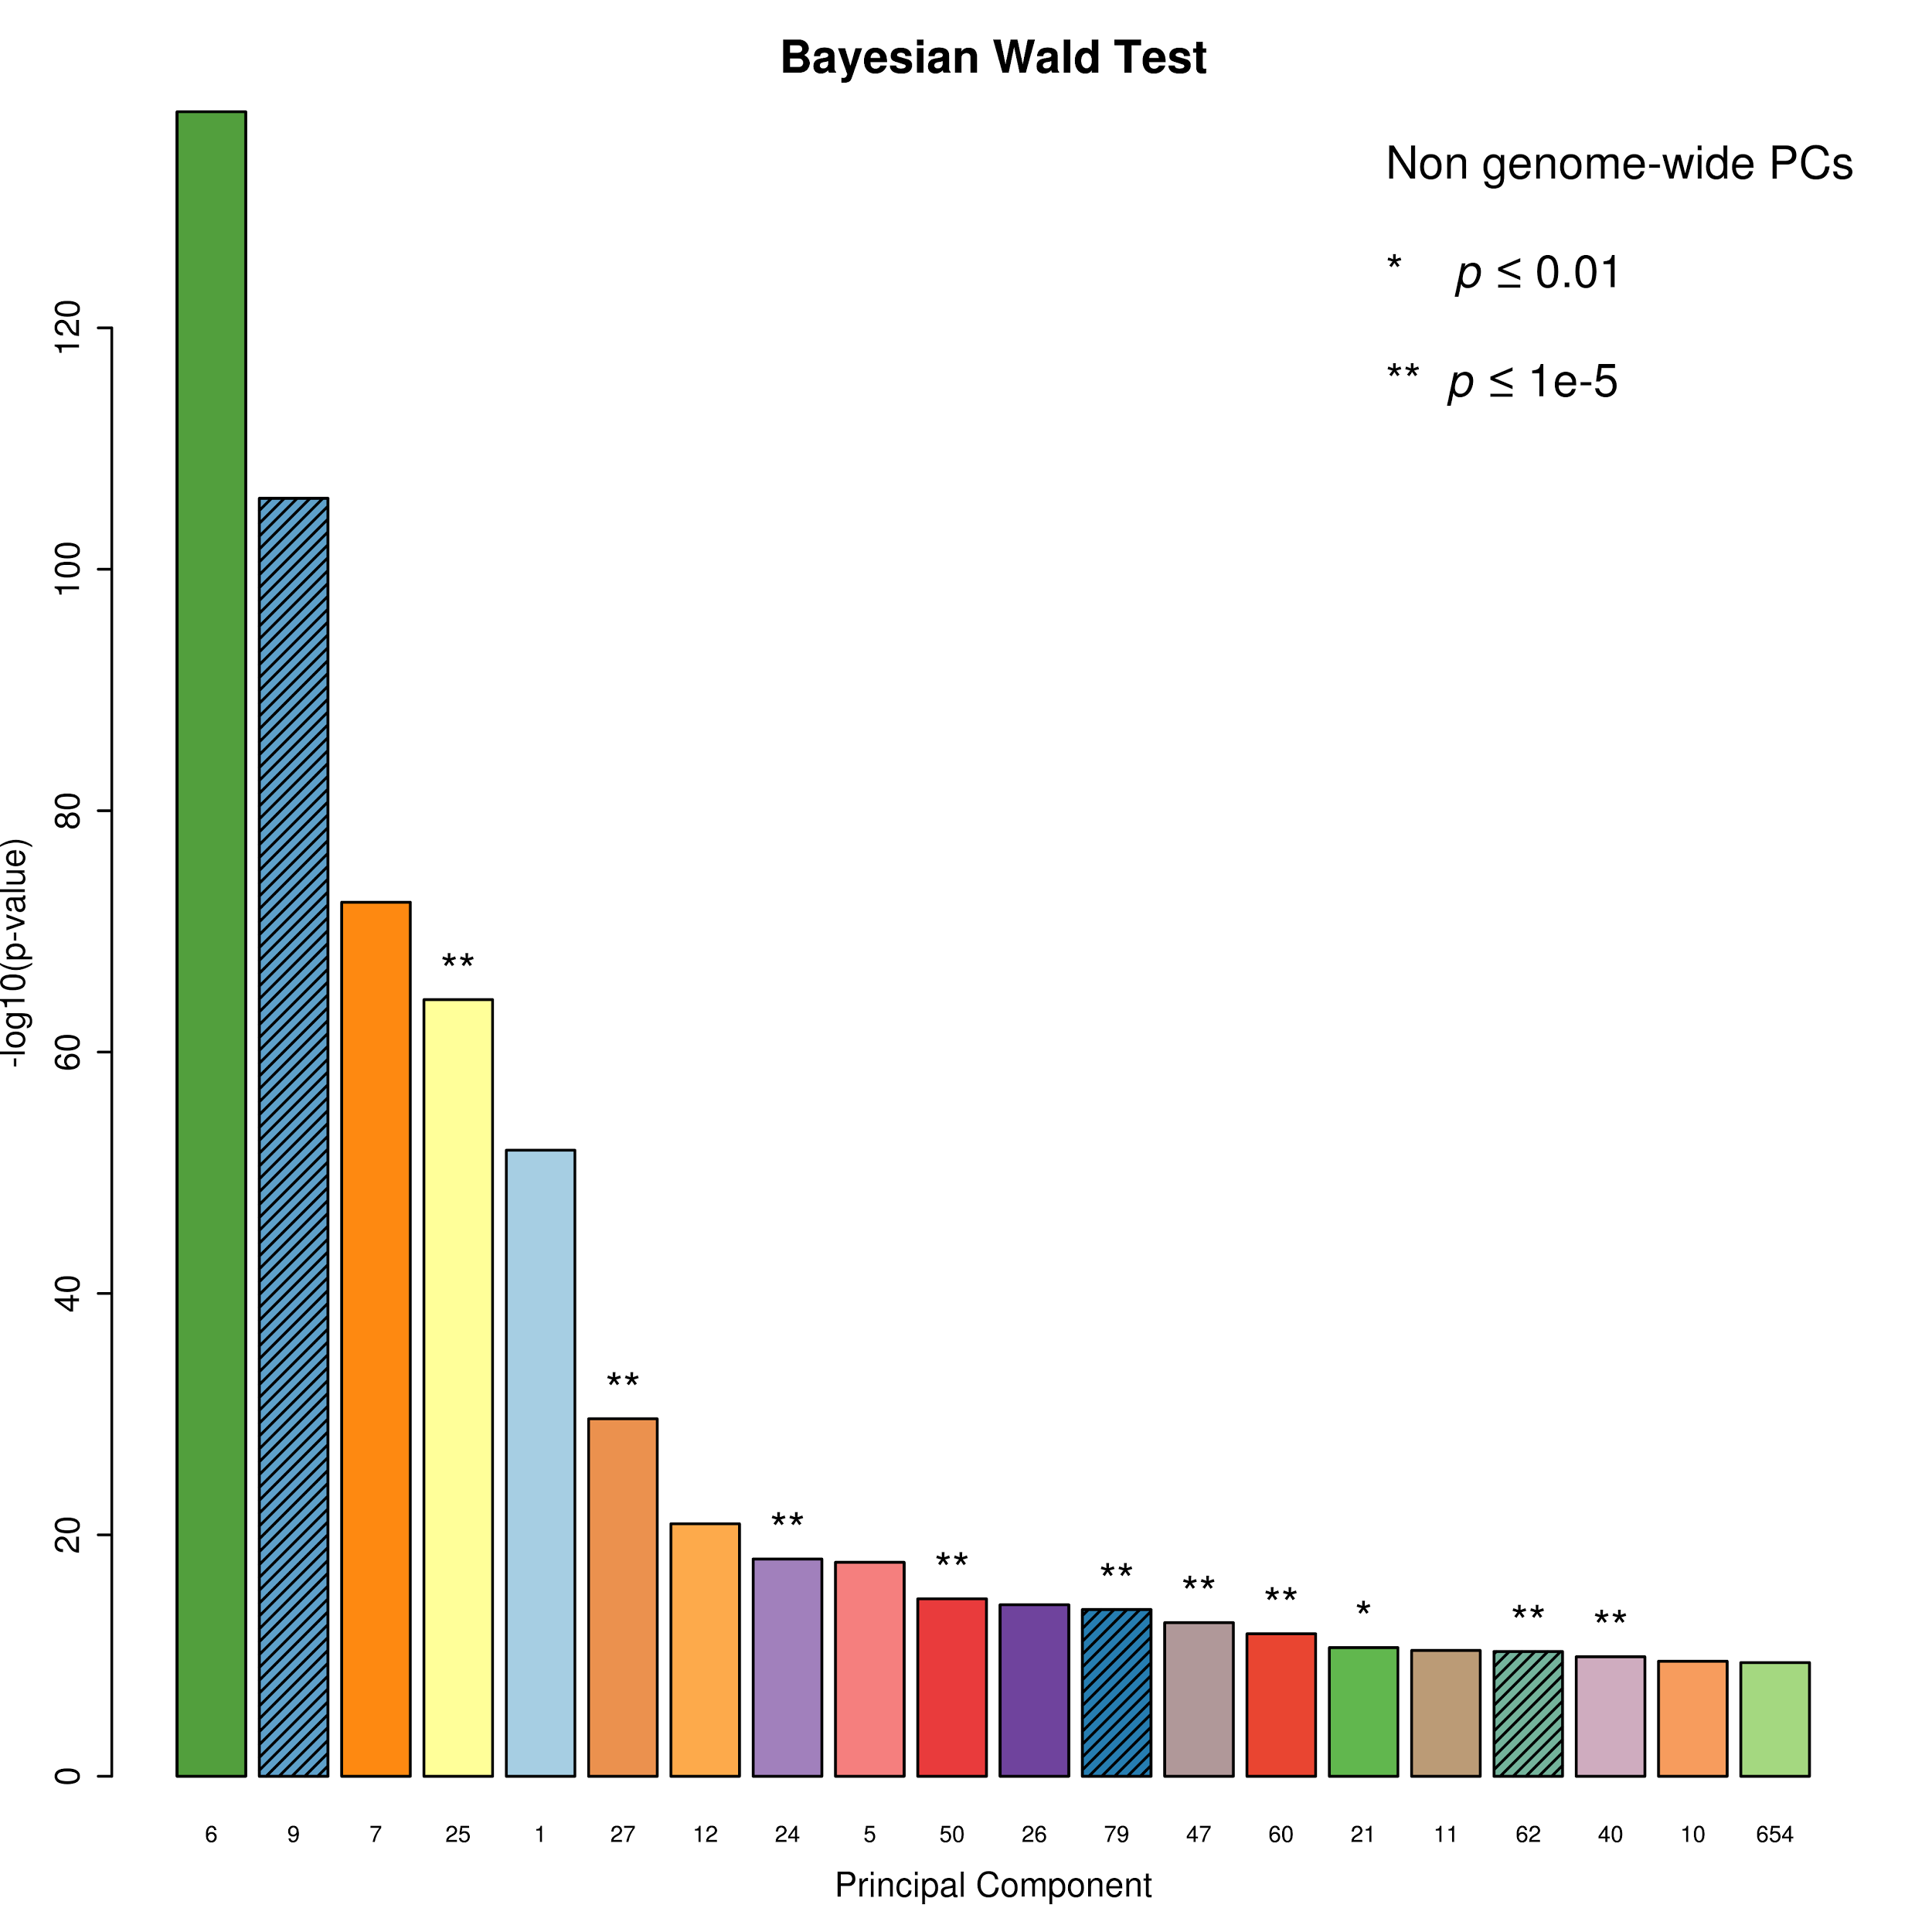 Bayesian Wald Test
Non genome-wide PCs
* p ≤ 0.01
** p ≤ 1e-5
-log10(p-value)
120
100
80
60
40
20
0
**
**
**
**
**
**
**
*
**
**
6 9 7 25 1 27 12 24 5 50 26 79 47 60 21 11 62 40 10 654
Principal Component